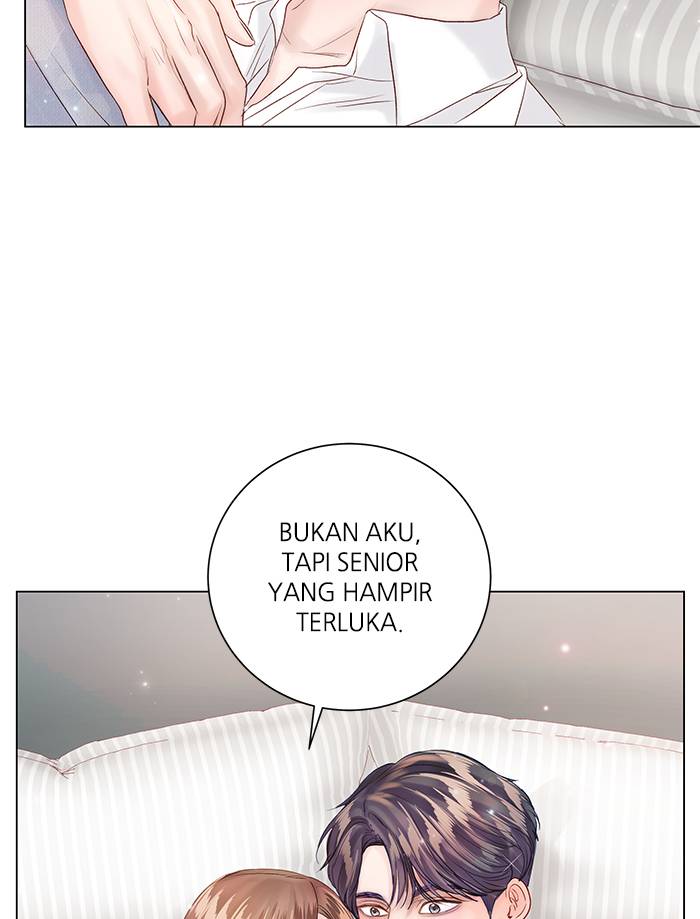 BUKAN AKU,
TAPI SENIOR
YANG HAMPIR
TERLUKA.